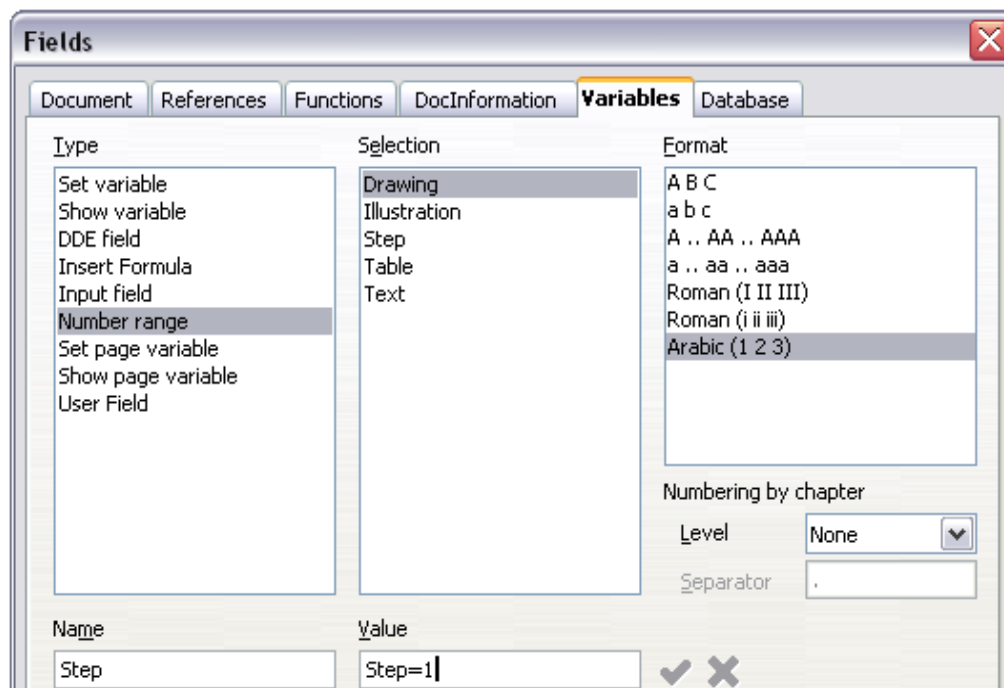 Fields
Document References Functions DocInformation Variables Database
Type
Set variable
Show variable
DDE field
Insert Formula
Input field
Number range
Set page variable
Show page variable
User Field
Selection
Drawing
Illustration
Step
Table
Text
Format
A B C
a b c
A .. AA .. AAA
a .. aa .. aaa
Roman (I II III)
Roman (i ii iii)
Arabic (1 2 3)
Numbering by chapter
Level None
Separator .
Name
Step
Value
Step=1